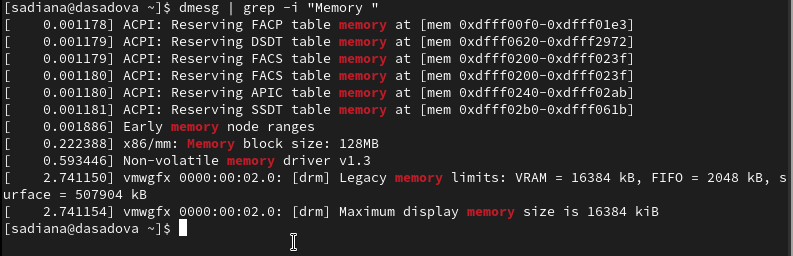 [sadiana@dasadova ~]$ dmesg | grep -i "Memory "
[    0.001178] ACPI: Reserving FACP table memory at [mem 0xdfff00f0-0xdfff01e3]
[    0.001179] ACPI: Reserving DSDT table memory at [mem 0xdfff0620-0xdfff2972]
[    0.001179] ACPI: Reserving FACS table memory at [mem 0xdfff0200-0xdfff023f]
[    0.001180] ACPI: Reserving FACS table memory at [mem 0xdfff0200-0xdfff023f]
[    0.001180] ACPI: Reserving APIC table memory at [mem 0xdfff0240-0xdfff02ab]
[    0.001181] ACPI: Reserving SSDT table memory at [mem 0xdfff02b0-0xdfff061b]
[    0.001886] Early memory node ranges
[    0.222388] x86/mm: Memory block size: 128MB
[    0.593446] Non-volatile memory driver v1.3
[    2.741150] vmwgfx 0000:00:02.0: [drm] Legacy memory limits: VRAM = 16384 kB, FIFO = 2048 kB, s
urface = 507904 kB
[    2.741154] vmwgfx 0000:00:02.0: [drm] Maximum display memory size is 16384 kiB
[sadiana@dasadova ~]$